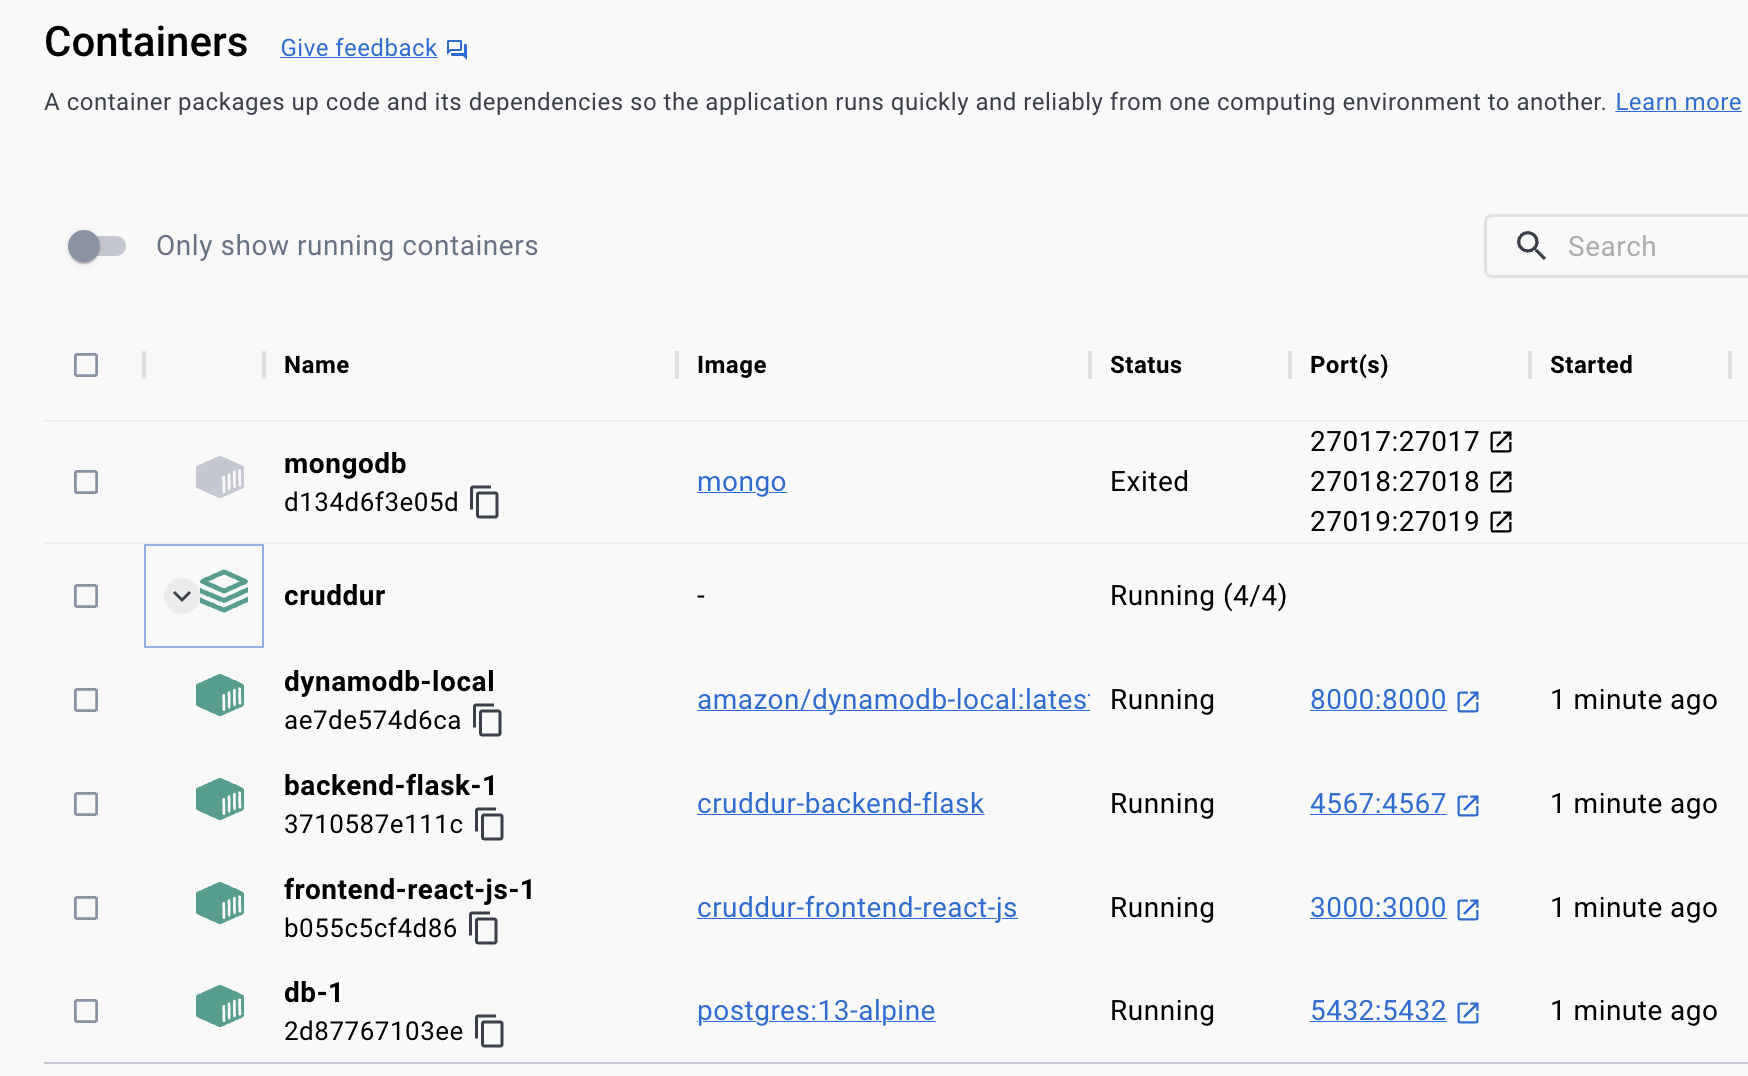 Containers Give feedback
A container packages up code and its dependencies so the application runs quickly and reliably from one computing environment to another. Learn more
Only show running containers Search
Name Image Status Port(s) Started
mongodb
d134d6f3e05d mongo Exited 27017:27017
27018:27018
27019:27019
cruddur - Running (4/4)
dynamodb-local
ae7de574d6ca amazon/dynamodb-local:latest Running 8000:8000 1 minute ago
backend-flask-1
3710587e111c cruddur-backend-flask Running 4567:4567 1 minute ago
frontend-react-js-1
b055c5cf4d86 cruddur-frontend-react-js Running 3000:3000 1 minute ago
db-1
2d87767103ee postgres:13-alpine Running 5432:5432 1 minute ago